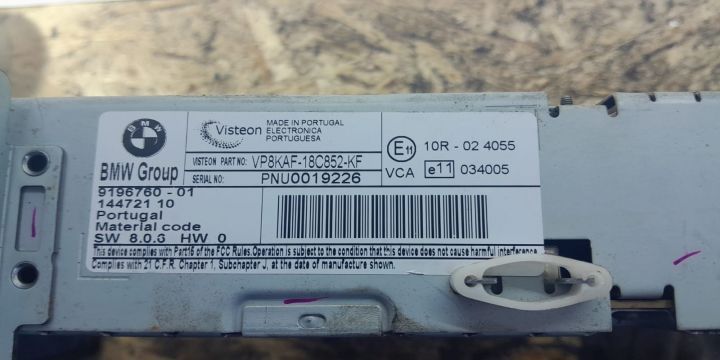 BMW
BMW Group
Visteon
MADE IN PORTUGAL
ELECTRONICA
PORTUGUESA
VISTEON PART NO: VP8KAF-18C852-KF
SERIAL NO: PNU0019226
E11 10R - 02 4055
VCA e11 034005
9196760 - 01
144721 10
Portugal
Material code
SW 8.0.6 HW 0
This device complies with Part15 of the FCC Rules.Operation is subject to the condition that this device does not cause harmful interference.
Complies with 21 C.F.R. Chapter 1, Subchapter J, at the date of manufacture shown.